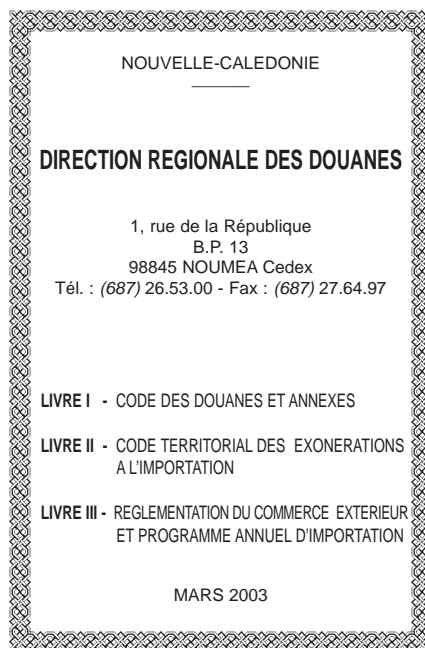 NOUVELLE-CALEDONIE
DIRECTION REGIONALE DES DOUANES
1, rue de la République
B.P. 13
98845 NOUMEA Cedex
Tél. : (687) 26.53.00 - Fax : (687) 27.64.97
LIVRE I - CODE DES DOUANES ET ANNEXES
LIVRE II - CODE TERRITORIAL DES EXONERATIONS
A L'IMPORTATION
LIVRE III - REGLEMENTATION DU COMMERCE EXTERIEUR
ET PROGRAMME ANNUEL D'IMPORTATION
MARS 2003